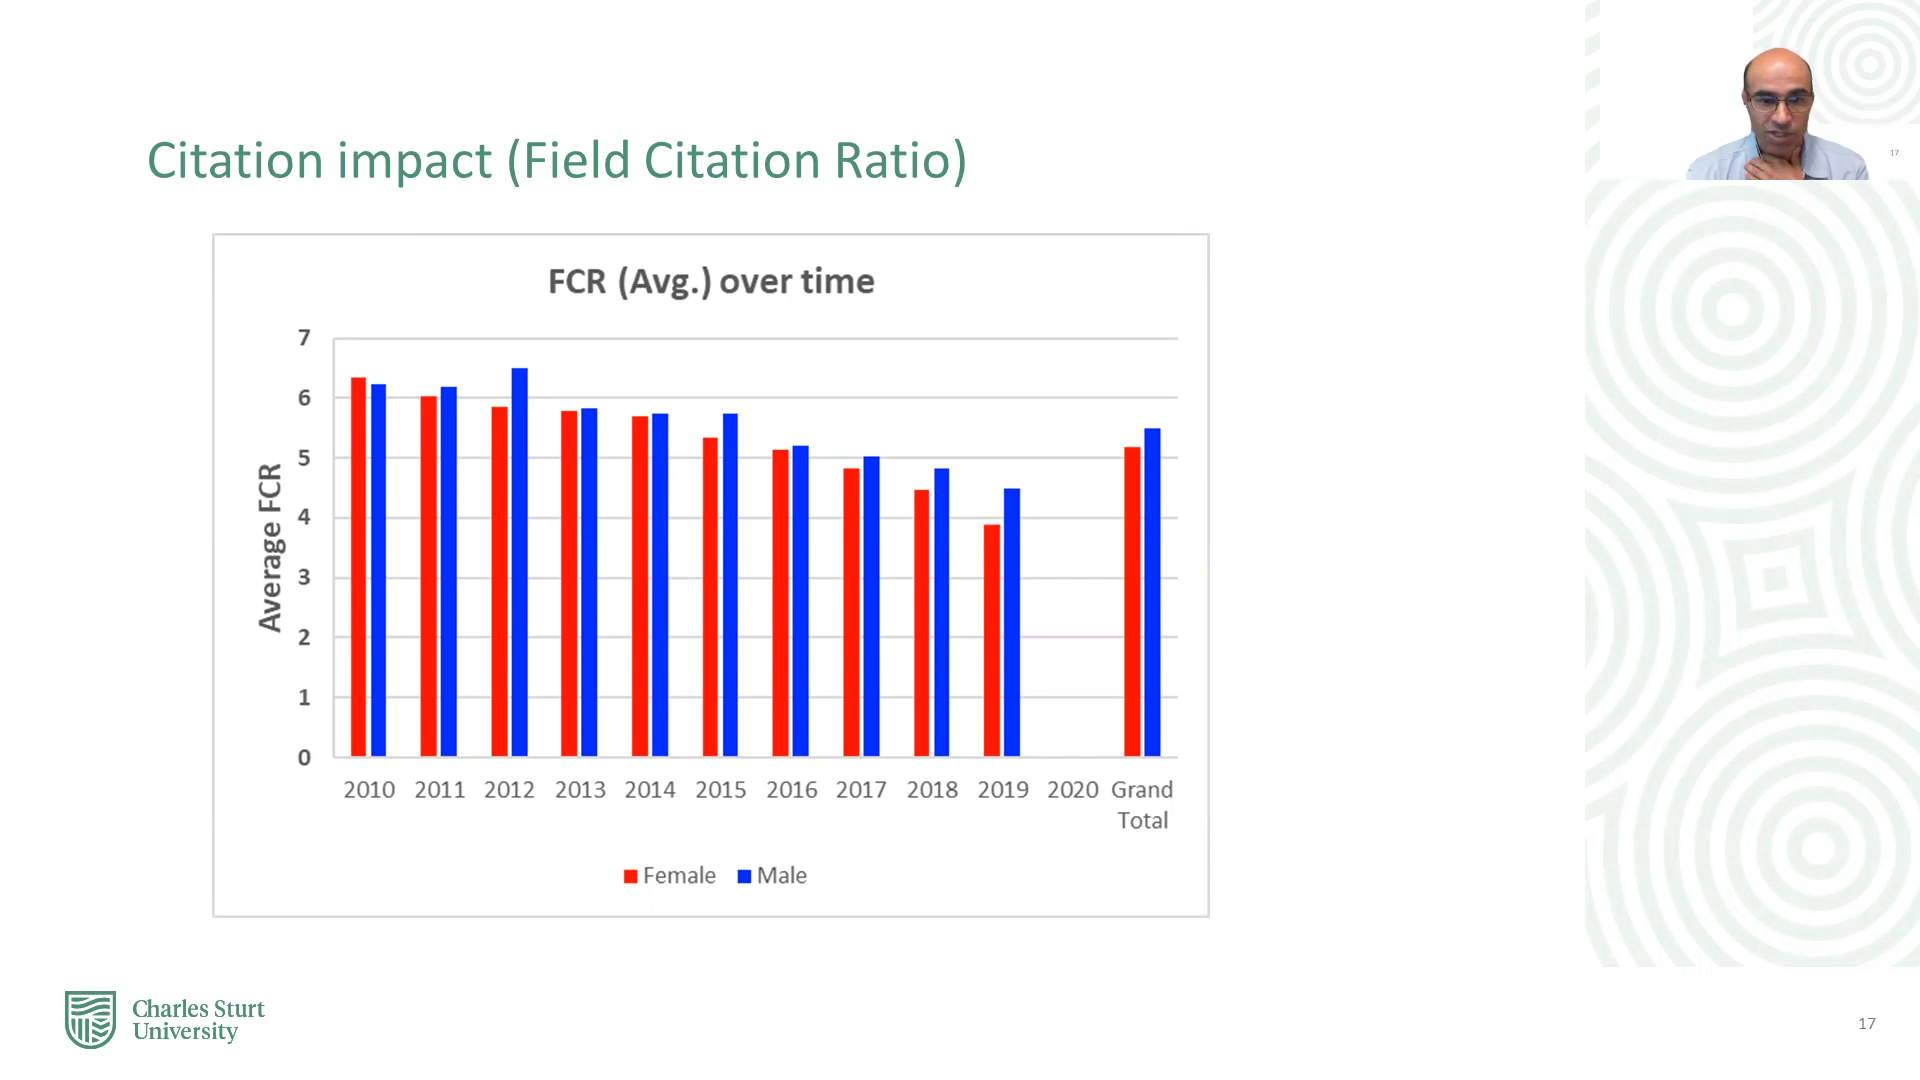 Citation impact (Field Citation Ratio)
17
FCR (Avg.) over time
7
6
5
4
3
2
1
0
Average FCR
2010 2011 2012 2013 2014 2015 2016 2017 2018 2019 2020 Grand Total
Female Male
Charles Sturt
University
17